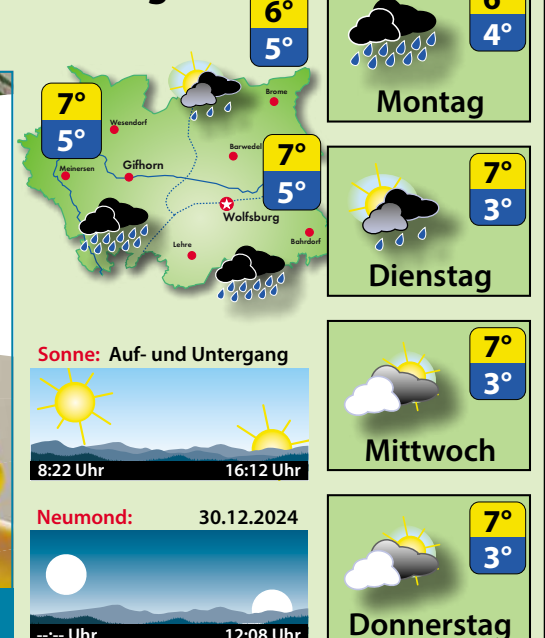 6°
5°
7°
5°
Wesendorf
Brome
Barwedel
Meinersen
Gifhorn
7°
5°
Wolfsburg
Lehre
Bahrdorf
Sonne: Auf- und Untergang
8:22 Uhr 16:12 Uhr
Neumond: 30.12.2024
--:-- Uhr 12:08 Uhr
4°
Montag
7°
3°
Dienstag
7°
3°
Mittwoch
7°
3°
Donnerstag